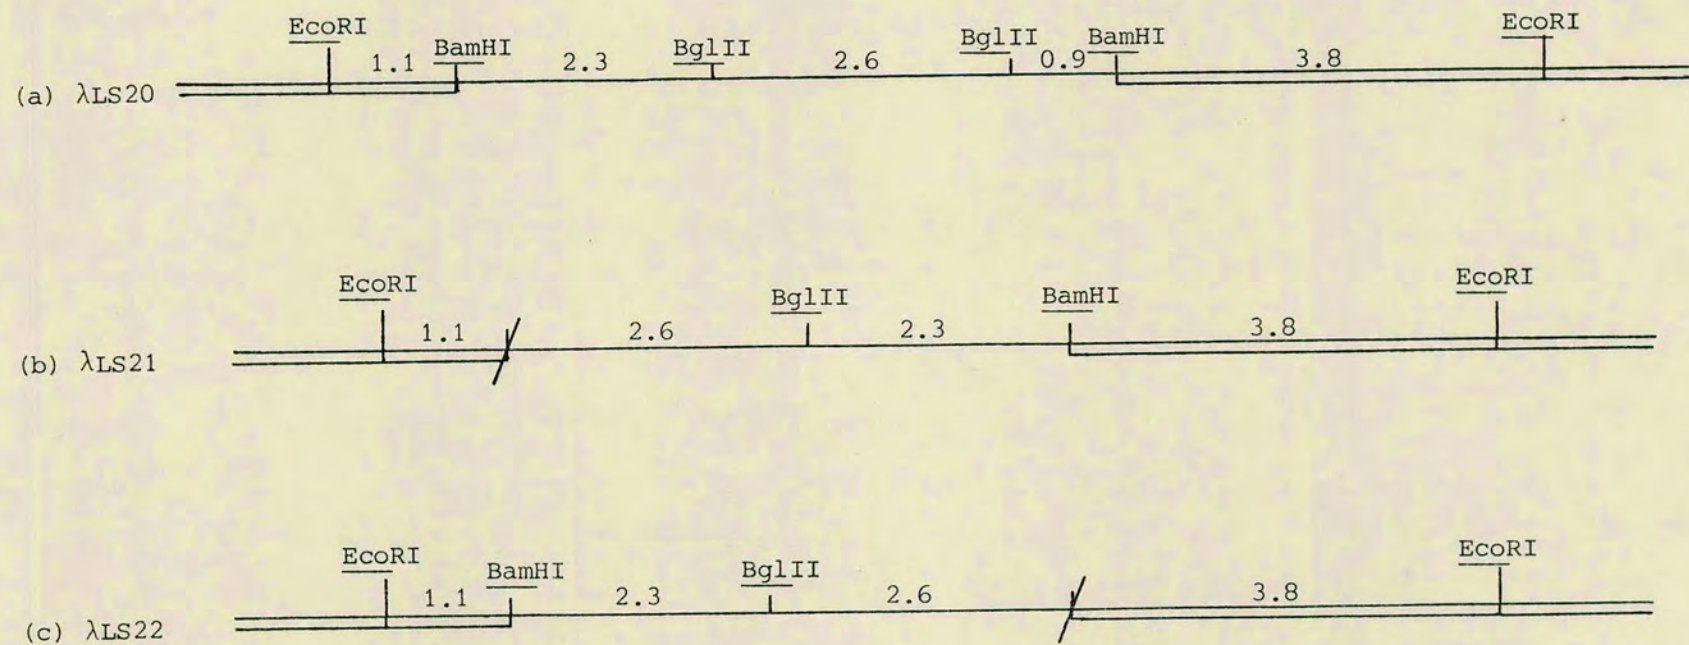 EcoRI BamHI BglII BglII BamHI EcoRI
1.1 2.3 2.6 0.9 3.8
(a) λLS20
EcoRI BglII BamHI EcoRI
1.1 2.6 2.3 3.8
(b) λLS21
EcoRI BamHI BglII EcoRI
1.1 2.3 2.6 3.8
(c) λLS22